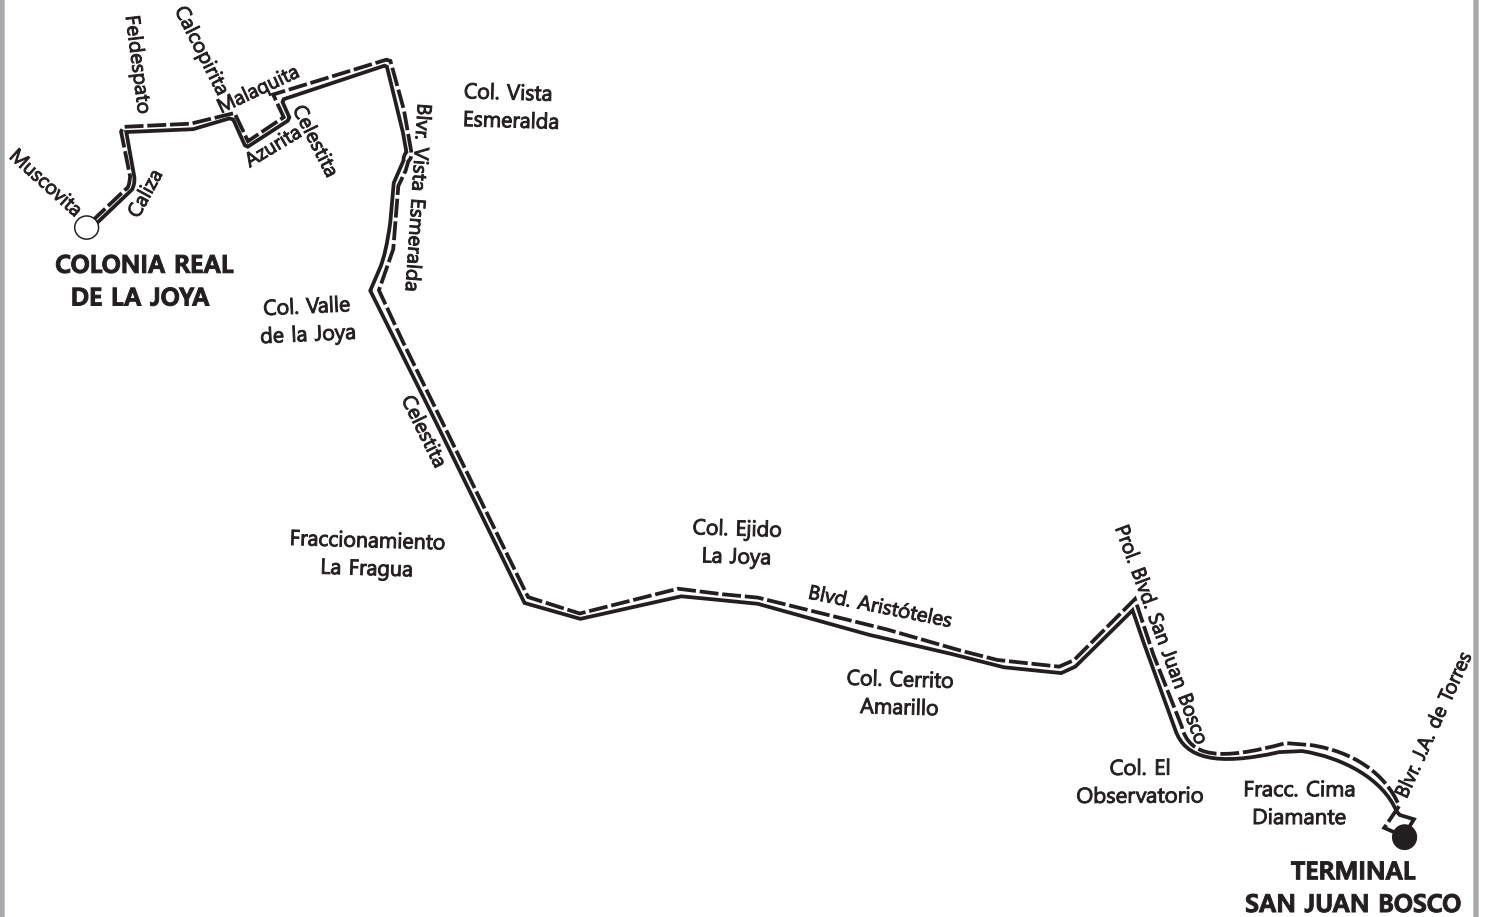 Feldespato
Calcopirita
Malaquita
Celestita
Azurita
Muscovita
Caliza
COLONIA REAL
DE LA JOYA
Col. Vista
Esmeralda
Blvr. Vista Esmeralda
Col. Valle
de la Joya
Celestita
Fraccionamiento
La Fragua
Col. Ejido
La Joya
Blvd. Aristóteles
Col. Cerrito
Amarillo
Prol. Blvd. San Juan Bosco
Col. El
Observatorio
Fracc. Cima
Diamante
Blvr. J.A. de Torres
TERMINAL
SAN JUAN BOSCO